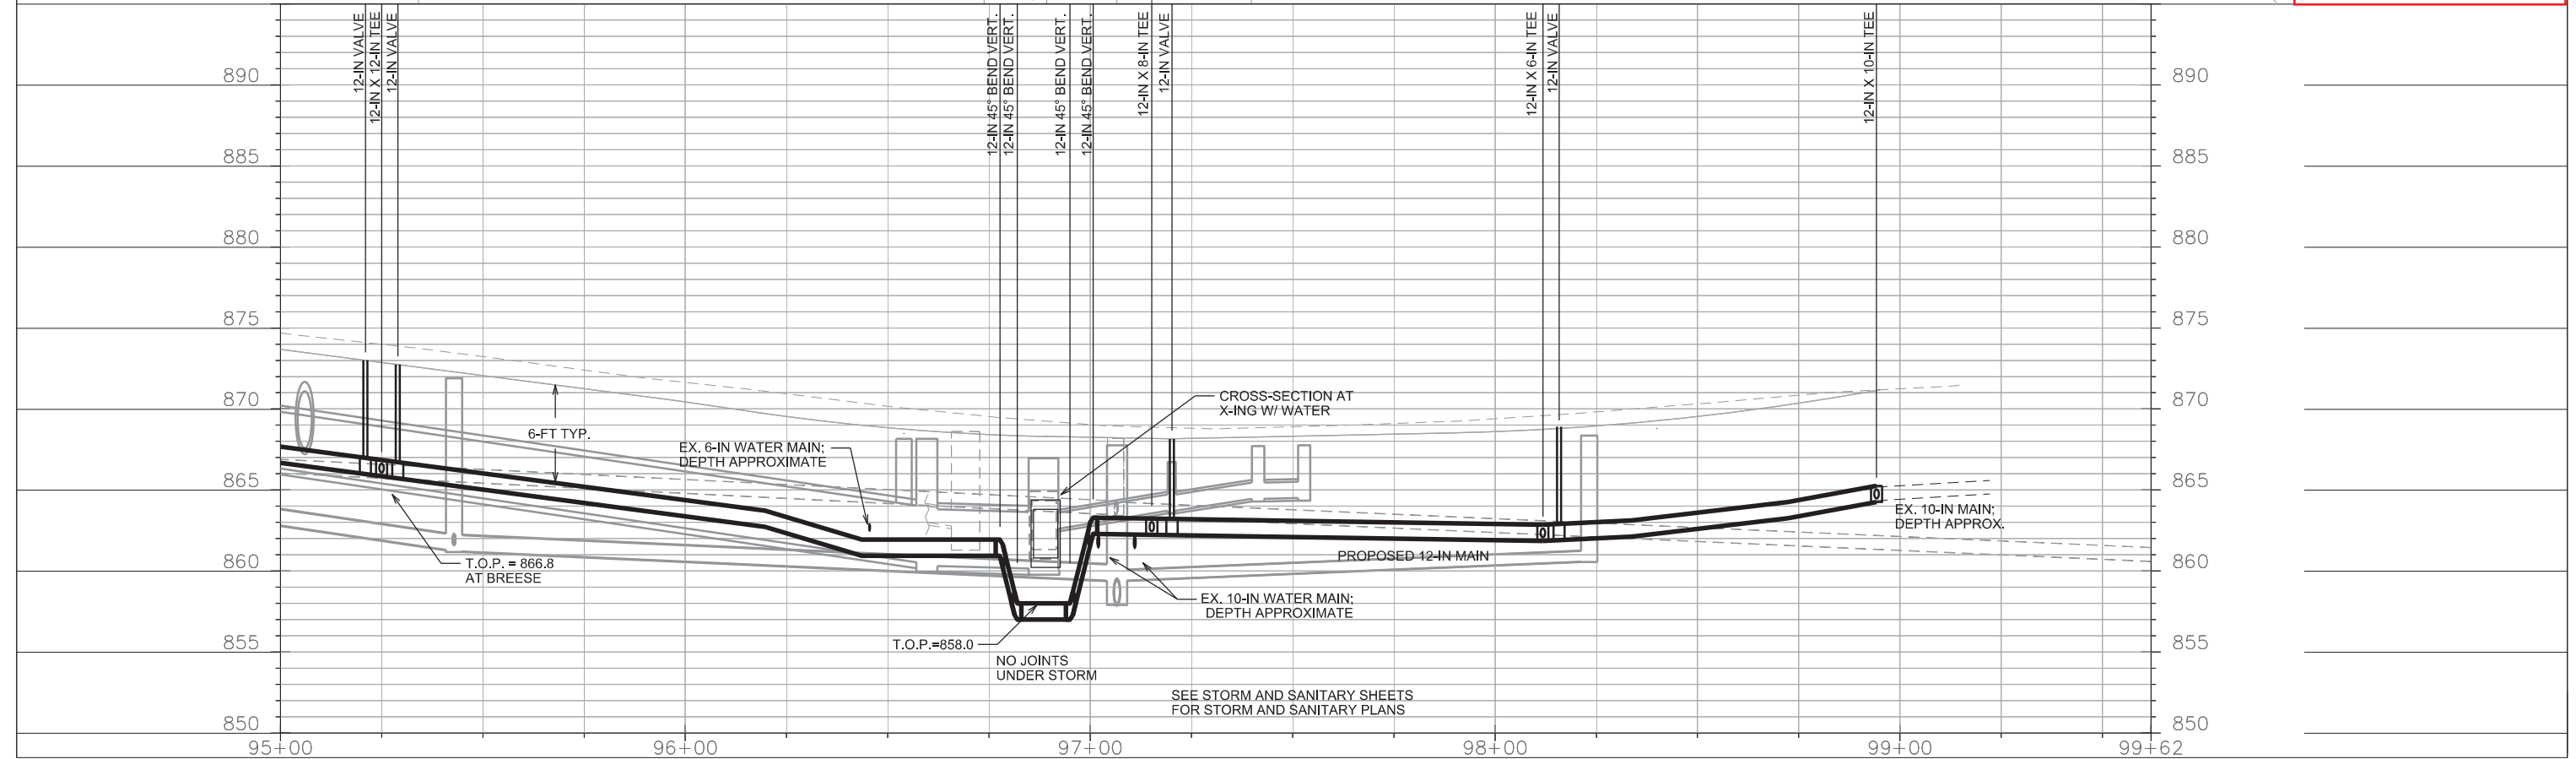 12-IN VALVE
12-IN X 12-IN TEE
12-IN VALVE
12-IN 45° BEND VERT.
12-IN 45° BEND VERT.
12-IN 45° BEND VERT.
12-IN 45° BEND VERT.
12-IN X 8-IN TEE
12-IN VALVE
12-IN X 6-IN TEE
12-IN VALVE
12-IN X 10-IN TEE
890
890
885
885
880
880
875
875
870
870
865
865
860
860
855
855
850
850
CROSS-SECTION AT
X-ING W/ WATER
6-FT TYP.
EX. 6-IN WATER MAIN;
DEPTH APPROXIMATE
EX. 10-IN MAIN;
DEPTH APPROX.
PROPOSED 12-IN MAIN
T.O.P. = 866.8
AT BREESE
EX. 10-IN WATER MAIN;
DEPTH APPROXIMATE
T.O.P.=858.0
NO JOINTS
UNDER STORM
SEE STORM AND SANITARY SHEETS
FOR STORM AND SANITARY PLANS
95+00
96+00
97+00
98+00
99+00
99+62